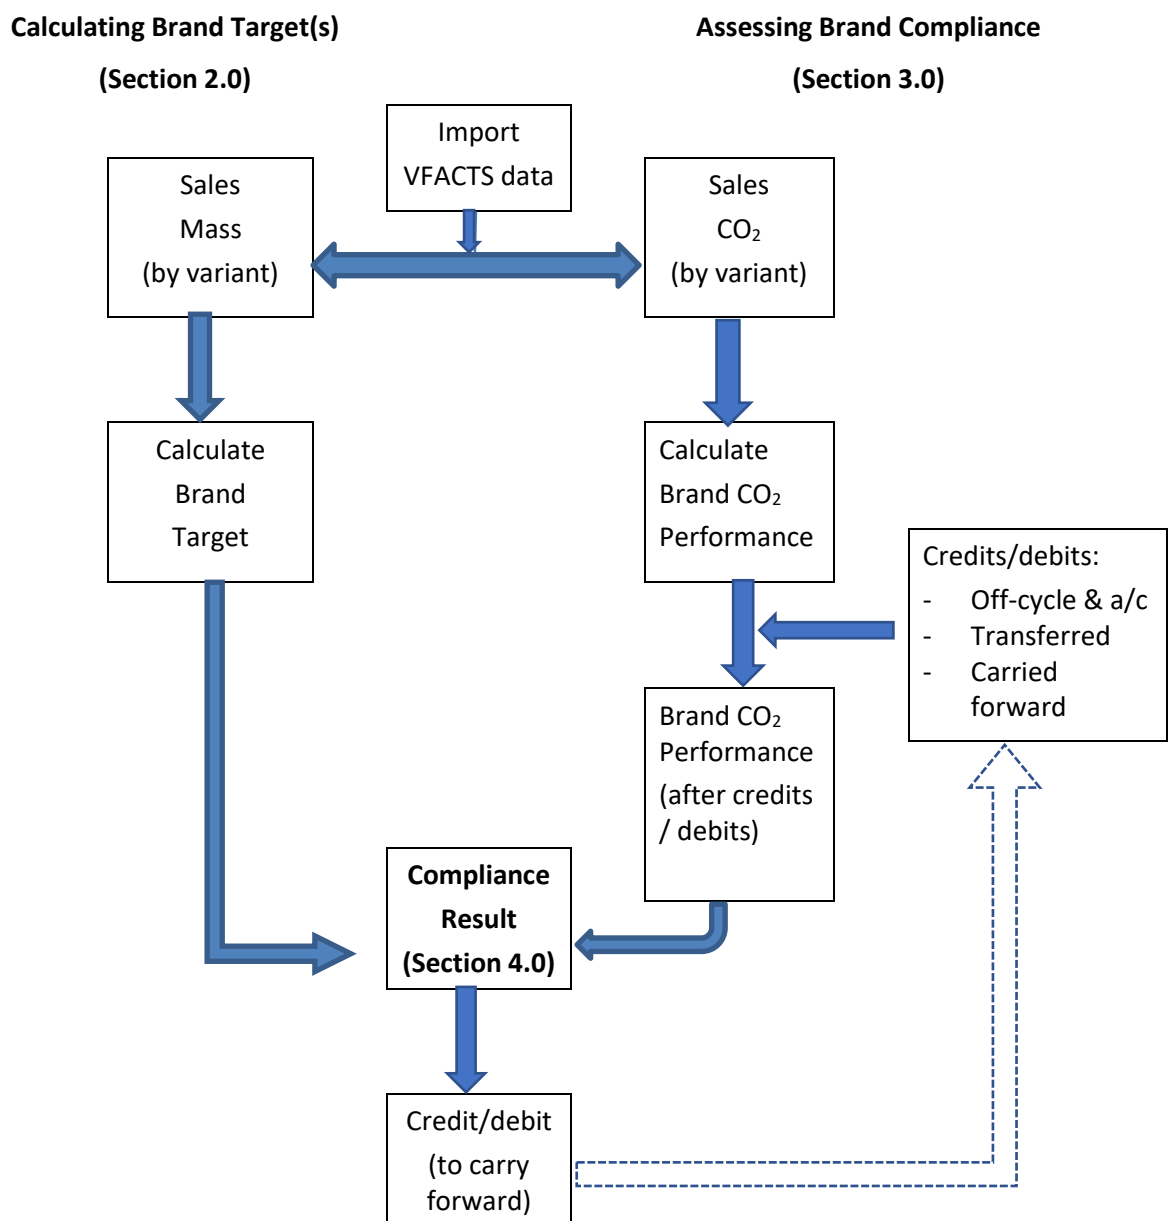 Calculating Brand Target(s)
(Section 2.0)
Assessing Brand Compliance
(Section 3.0)
Import
VFACTS data
Sales
Mass
(by variant)
Sales
CO₂
(by variant)
Calculate
Brand
Target
Calculate
Brand CO₂
Performance
Credits/debits:
- Off-cycle & a/c
- Transferred
- Carried
forward
Brand CO₂
Performance
(after credits
/ debits)
Compliance
Result
(Section 4.0)
Credit/debit
(to carry
forward)